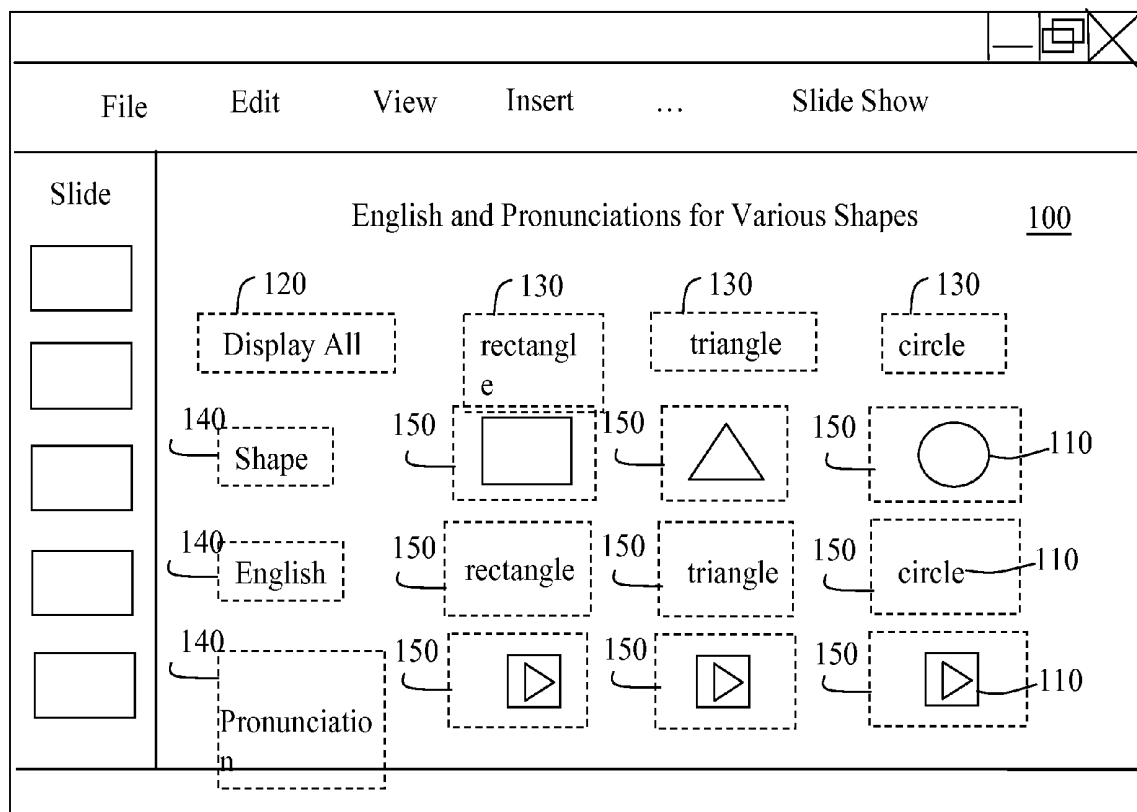 File Edit View Insert ... Slide Show
Slide
English and Pronunciations for Various Shapes 100
120 130 130 130
Display All rectangl triangle circle
e
140 150 150 150 110
Shape
140 150 150 150 110
English rectangle triangle circle
140 150 150 150 110
Pronunciatio
n